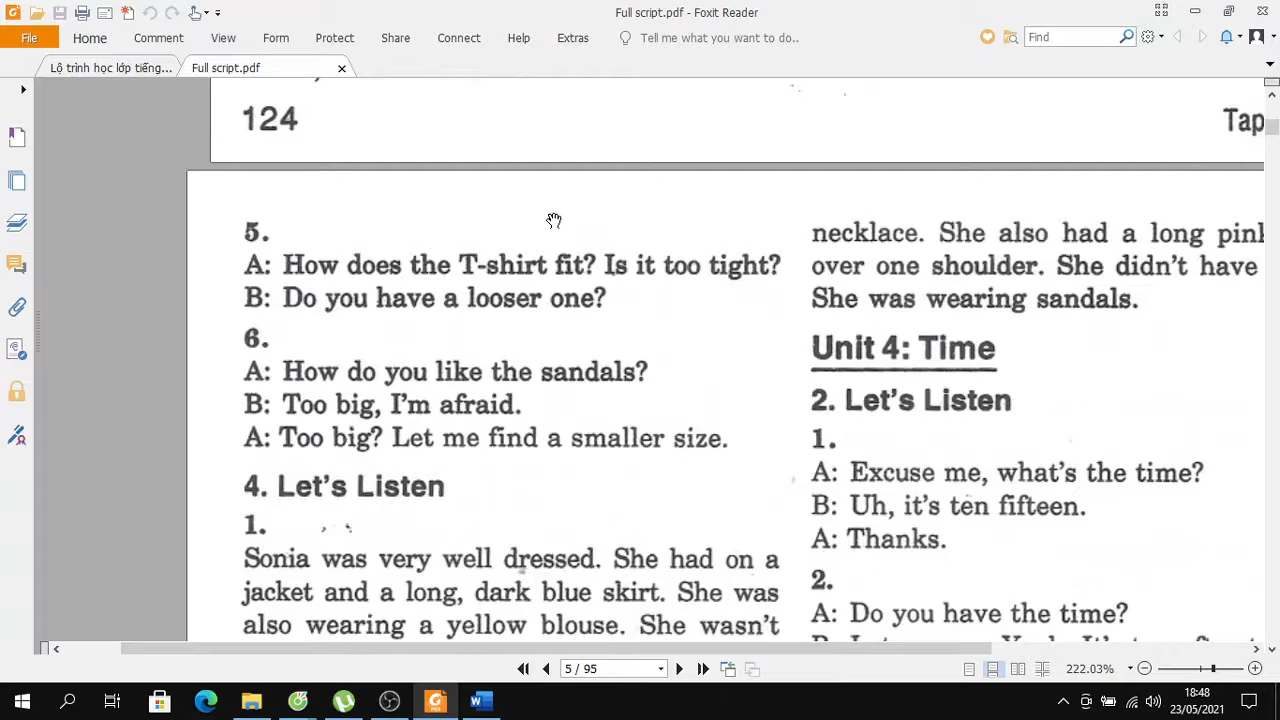 Full script.pdf - Foxit Reader
File Home Comment View Form Protect Share Connect Help Extras Tell me what you want to do.. Find
Lộ trình học lớp tiếng... Full script.pdf
124
Tap
5.
A: How does the T-shirt fit? Is it too tight?
B: Do you have a looser one?
6.
A: How do you like the sandals?
B: Too big, I'm afraid.
A: Too big? Let me find a smaller size.
4. Let's Listen
1.
Sonia was very well dressed. She had on a
jacket and a long, dark blue skirt. She was
also wearing a yellow blouse. She wasn't
necklace. She also had a long pink
over one shoulder. She didn't have
She was wearing sandals.
Unit 4: Time
2. Let's Listen
1.
A: Excuse me, what's the time?
B: Uh, it's ten fifteen.
A: Thanks.
2.
A: Do you have the time?
5 / 95
222.03%
18:48
23/05/2021